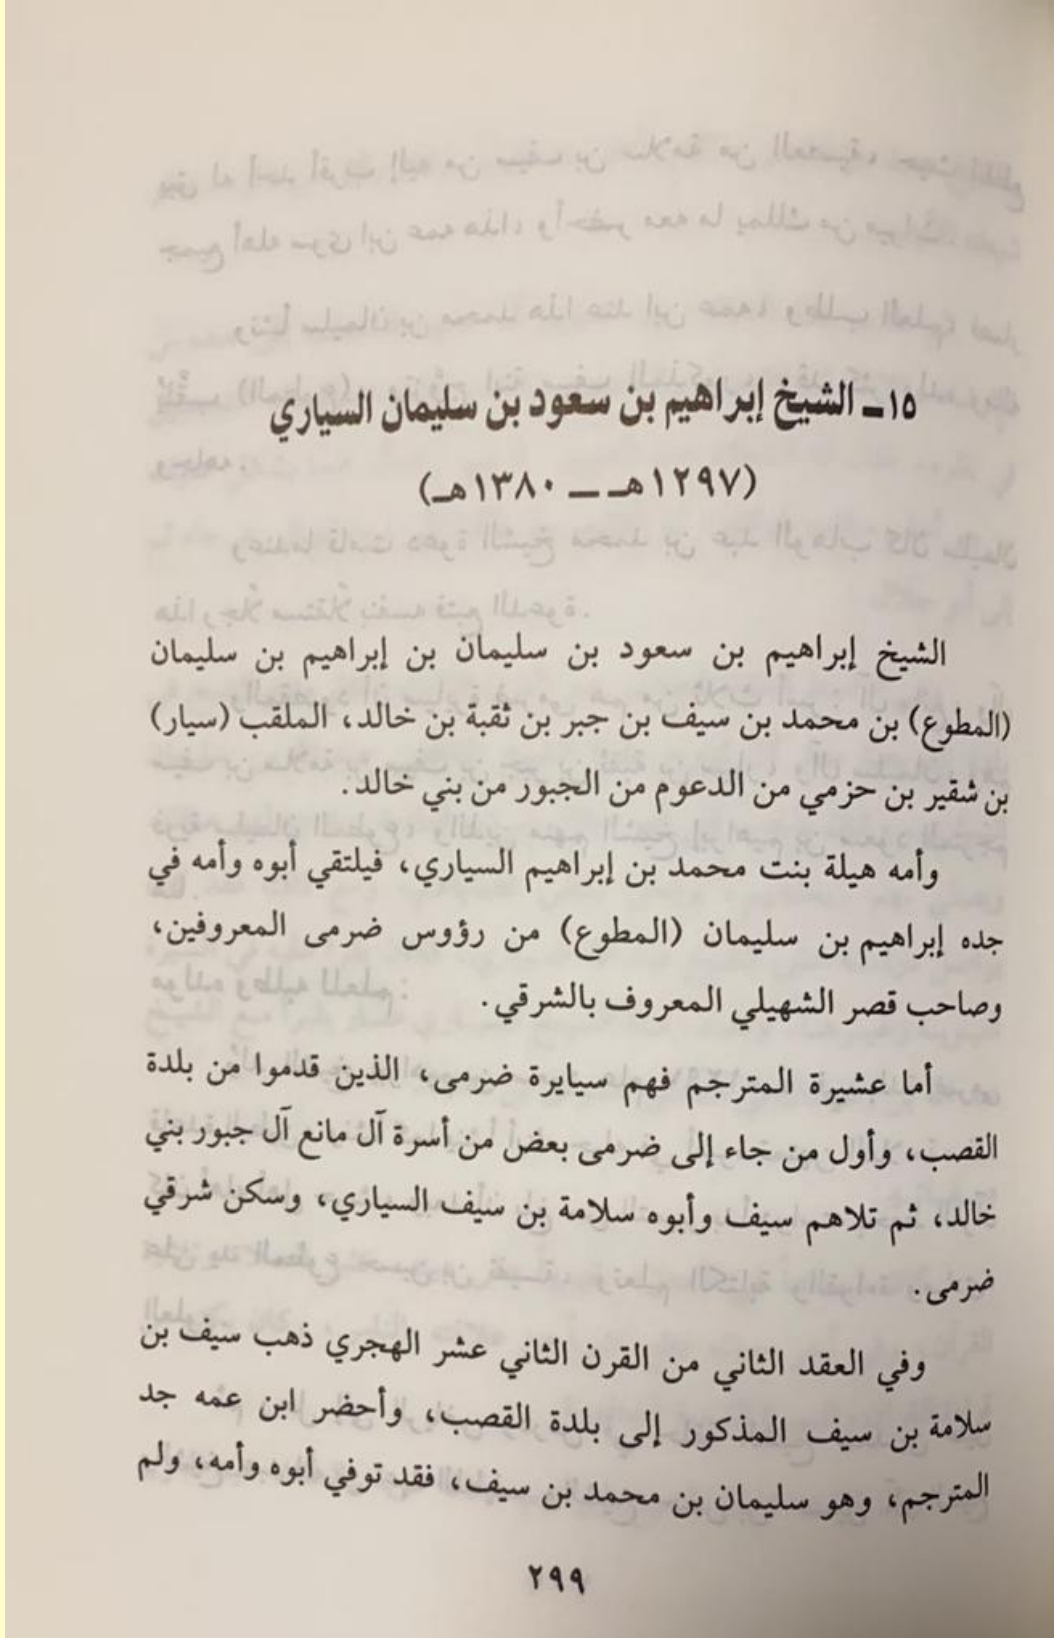 ١٥ـ الشيخ إبراهيم بن سعود بن سليمان السياري
(١٢٩٧هـ ــ ١٣٨٠هـ)
الشيخ إبراهيم بن سعود بن سليمان بن إبراهيم بن سليمان
(المطوع) بن محمد بن سيف بن جبر بن ثقبة بن خالد، الملقب (سيار)
بن شقير بن حزمي من الدعوم من الجبور من بني خالد.
وأمه هيلة بنت محمد بن إبراهيم السياري، فيلتقي أبوه وأمه في
جده إبراهيم بن سليمان (المطوع) من رؤوس ضرمى المعروفين،
وصاحب قصر الشهيلي المعروف بالشرقي.
أما عشيرة المترجم فهم سيايرة ضرمى، الذين قدموا من بلدة
القصب، وأول من جاء إلى ضرمى بعض من أسرة آل مانع آل جبور بني
خالد، ثم تلاهم سيف وأبوه سلامة بن سيف السياري، وسكن شرقي
ضرمى.
وفي العقد الثاني من القرن الثاني عشر الهجري ذهب سيف بن
سلامة بن سيف المذكور إلى بلدة القصب، وأحضر ابن عمه جد
المترجم، وهو سليمان بن محمد بن سيف، فقد توفي أبوه وأمه، ولم
٢٩٩